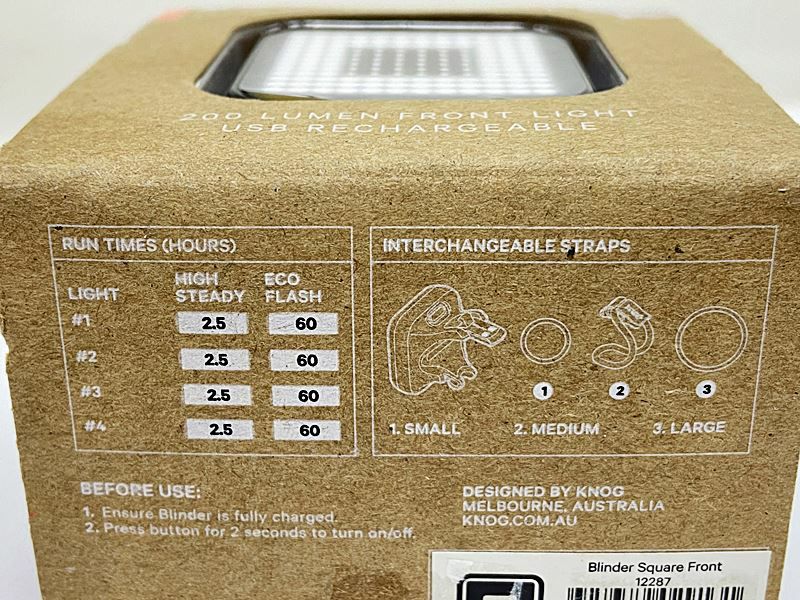 200 LUMEN FRONT LIGHT
USB RECHARGEABLE
RUN TIMES (HOURS)
LIGHT HIGH STEADY ECO FLASH
#1 2.5 60
#2 2.5 60
#3 2.5 60
#4 2.5 60
INTERCHANGEABLE STRAPS
1 2 3
1. SMALL 2. MEDIUM 3. LARGE
BEFORE USE:
1. Ensure Blinder is fully charged.
2. Press button for 2 seconds to turn on/off.
DESIGNED BY KNOG
MELBOURNE, AUSTRALIA
KNOG.COM.AU
Blinder Square Front
12287